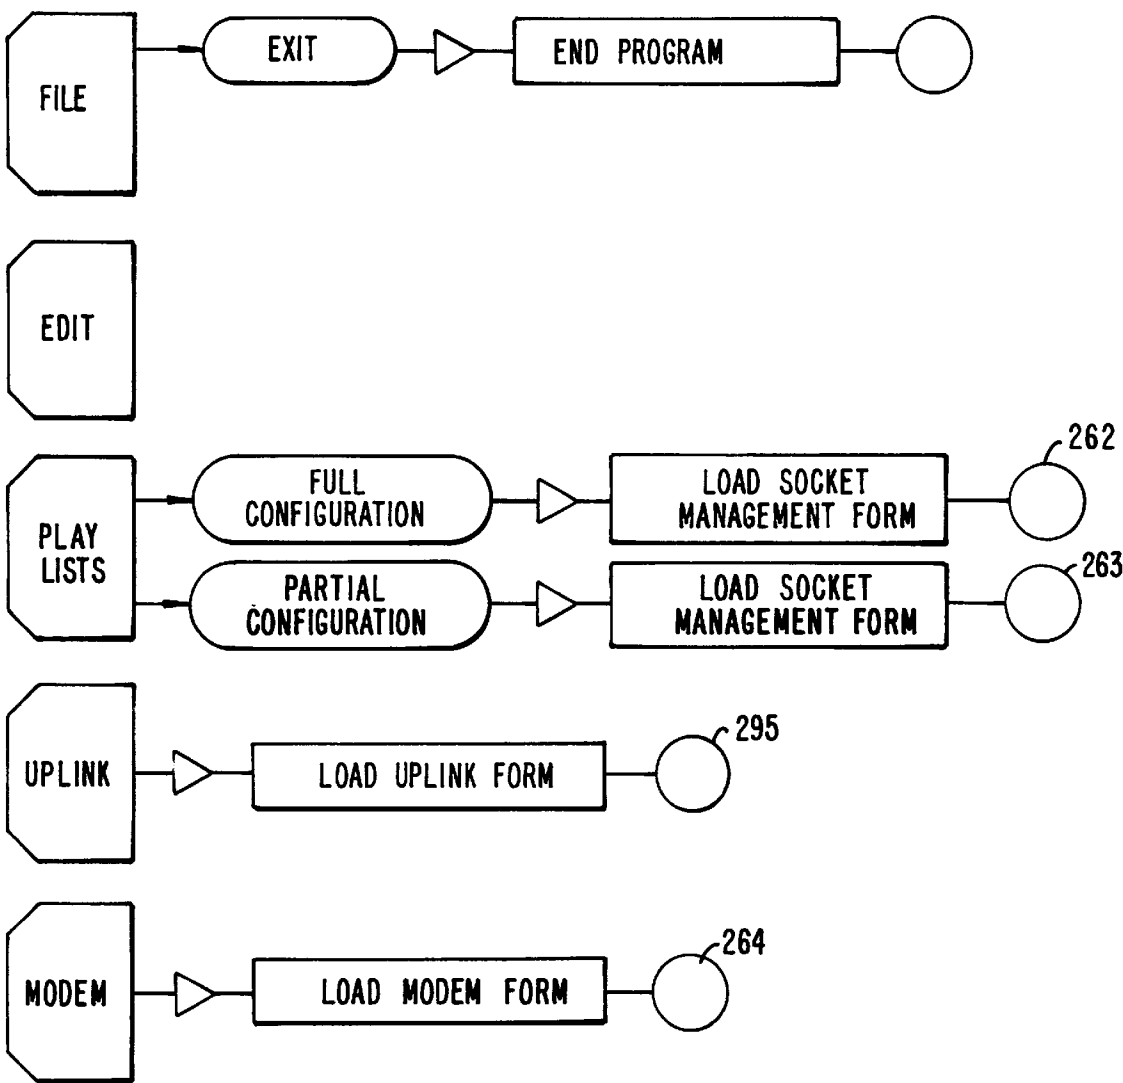 FILE
EXIT
END PROGRAM
EDIT
PLAY
LISTS
FULL
CONFIGURATION
LOAD SOCKET
MANAGEMENT FORM
262
PARTIAL
CONFIGURATION
LOAD SOCKET
MANAGEMENT FORM
263
UPLINK
LOAD UPLINK FORM
295
MODEM
LOAD MODEM FORM
264